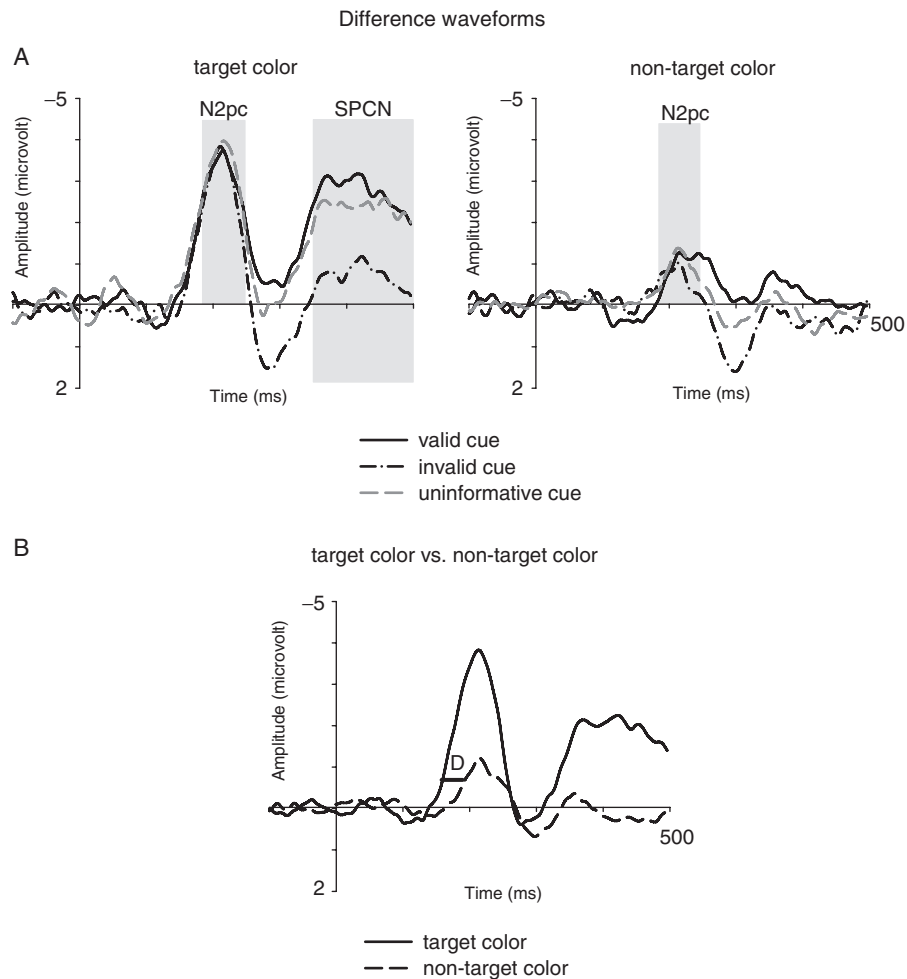 Difference waveforms
A
target color
non-target color
–5
N2pc
SPCN
Amplitude (microvolt)
2
Time (ms)
–5
N2pc
Amplitude (microvolt)
500
2
Time (ms)
valid cue
invalid cue
uninformative cue
B
target color vs. non-target color
–5
Amplitude (microvolt)
D
500
2
Time (ms)
target color
non-target color